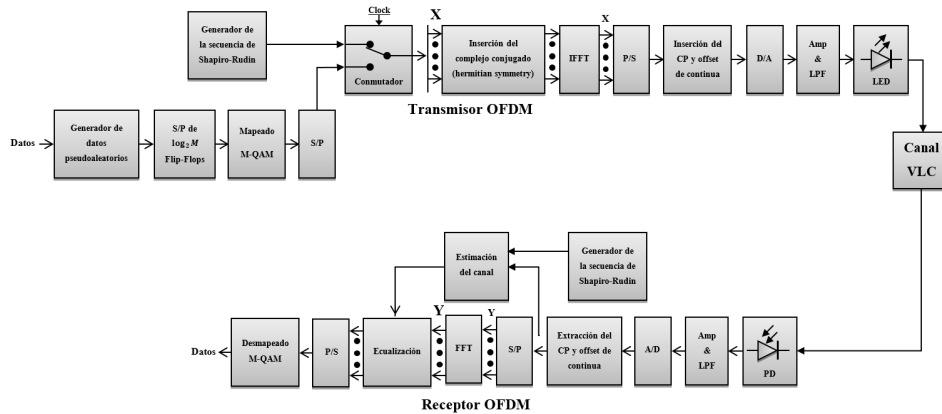 Clock
Generador de
la secuencia de
Shapiro-Rudin
Conmutador
X
Inserción del
complejo conjugado
(hermitian symmetry)
IFFT
X
P/S
Inserción del
CP y offset
de continua
D/A
Amp
&
LPF
LED
Transmisor OFDM
Datos
Generador de
datos
pseudoaleatorios
S/P de
log₂ M
Flip-Flops
Mapeado
M-QAM
S/P
Canal
VLC
Estimación
del canal
Generador de
la secuencia de
Shapiro-Rudin
Datos
Desmapeado
M-QAM
P/S
Ecualización
Y
FFT
Y
S/P
Extracción del
CP y offset de
continua
A/D
Amp
&
LPF
PD
Receptor OFDM